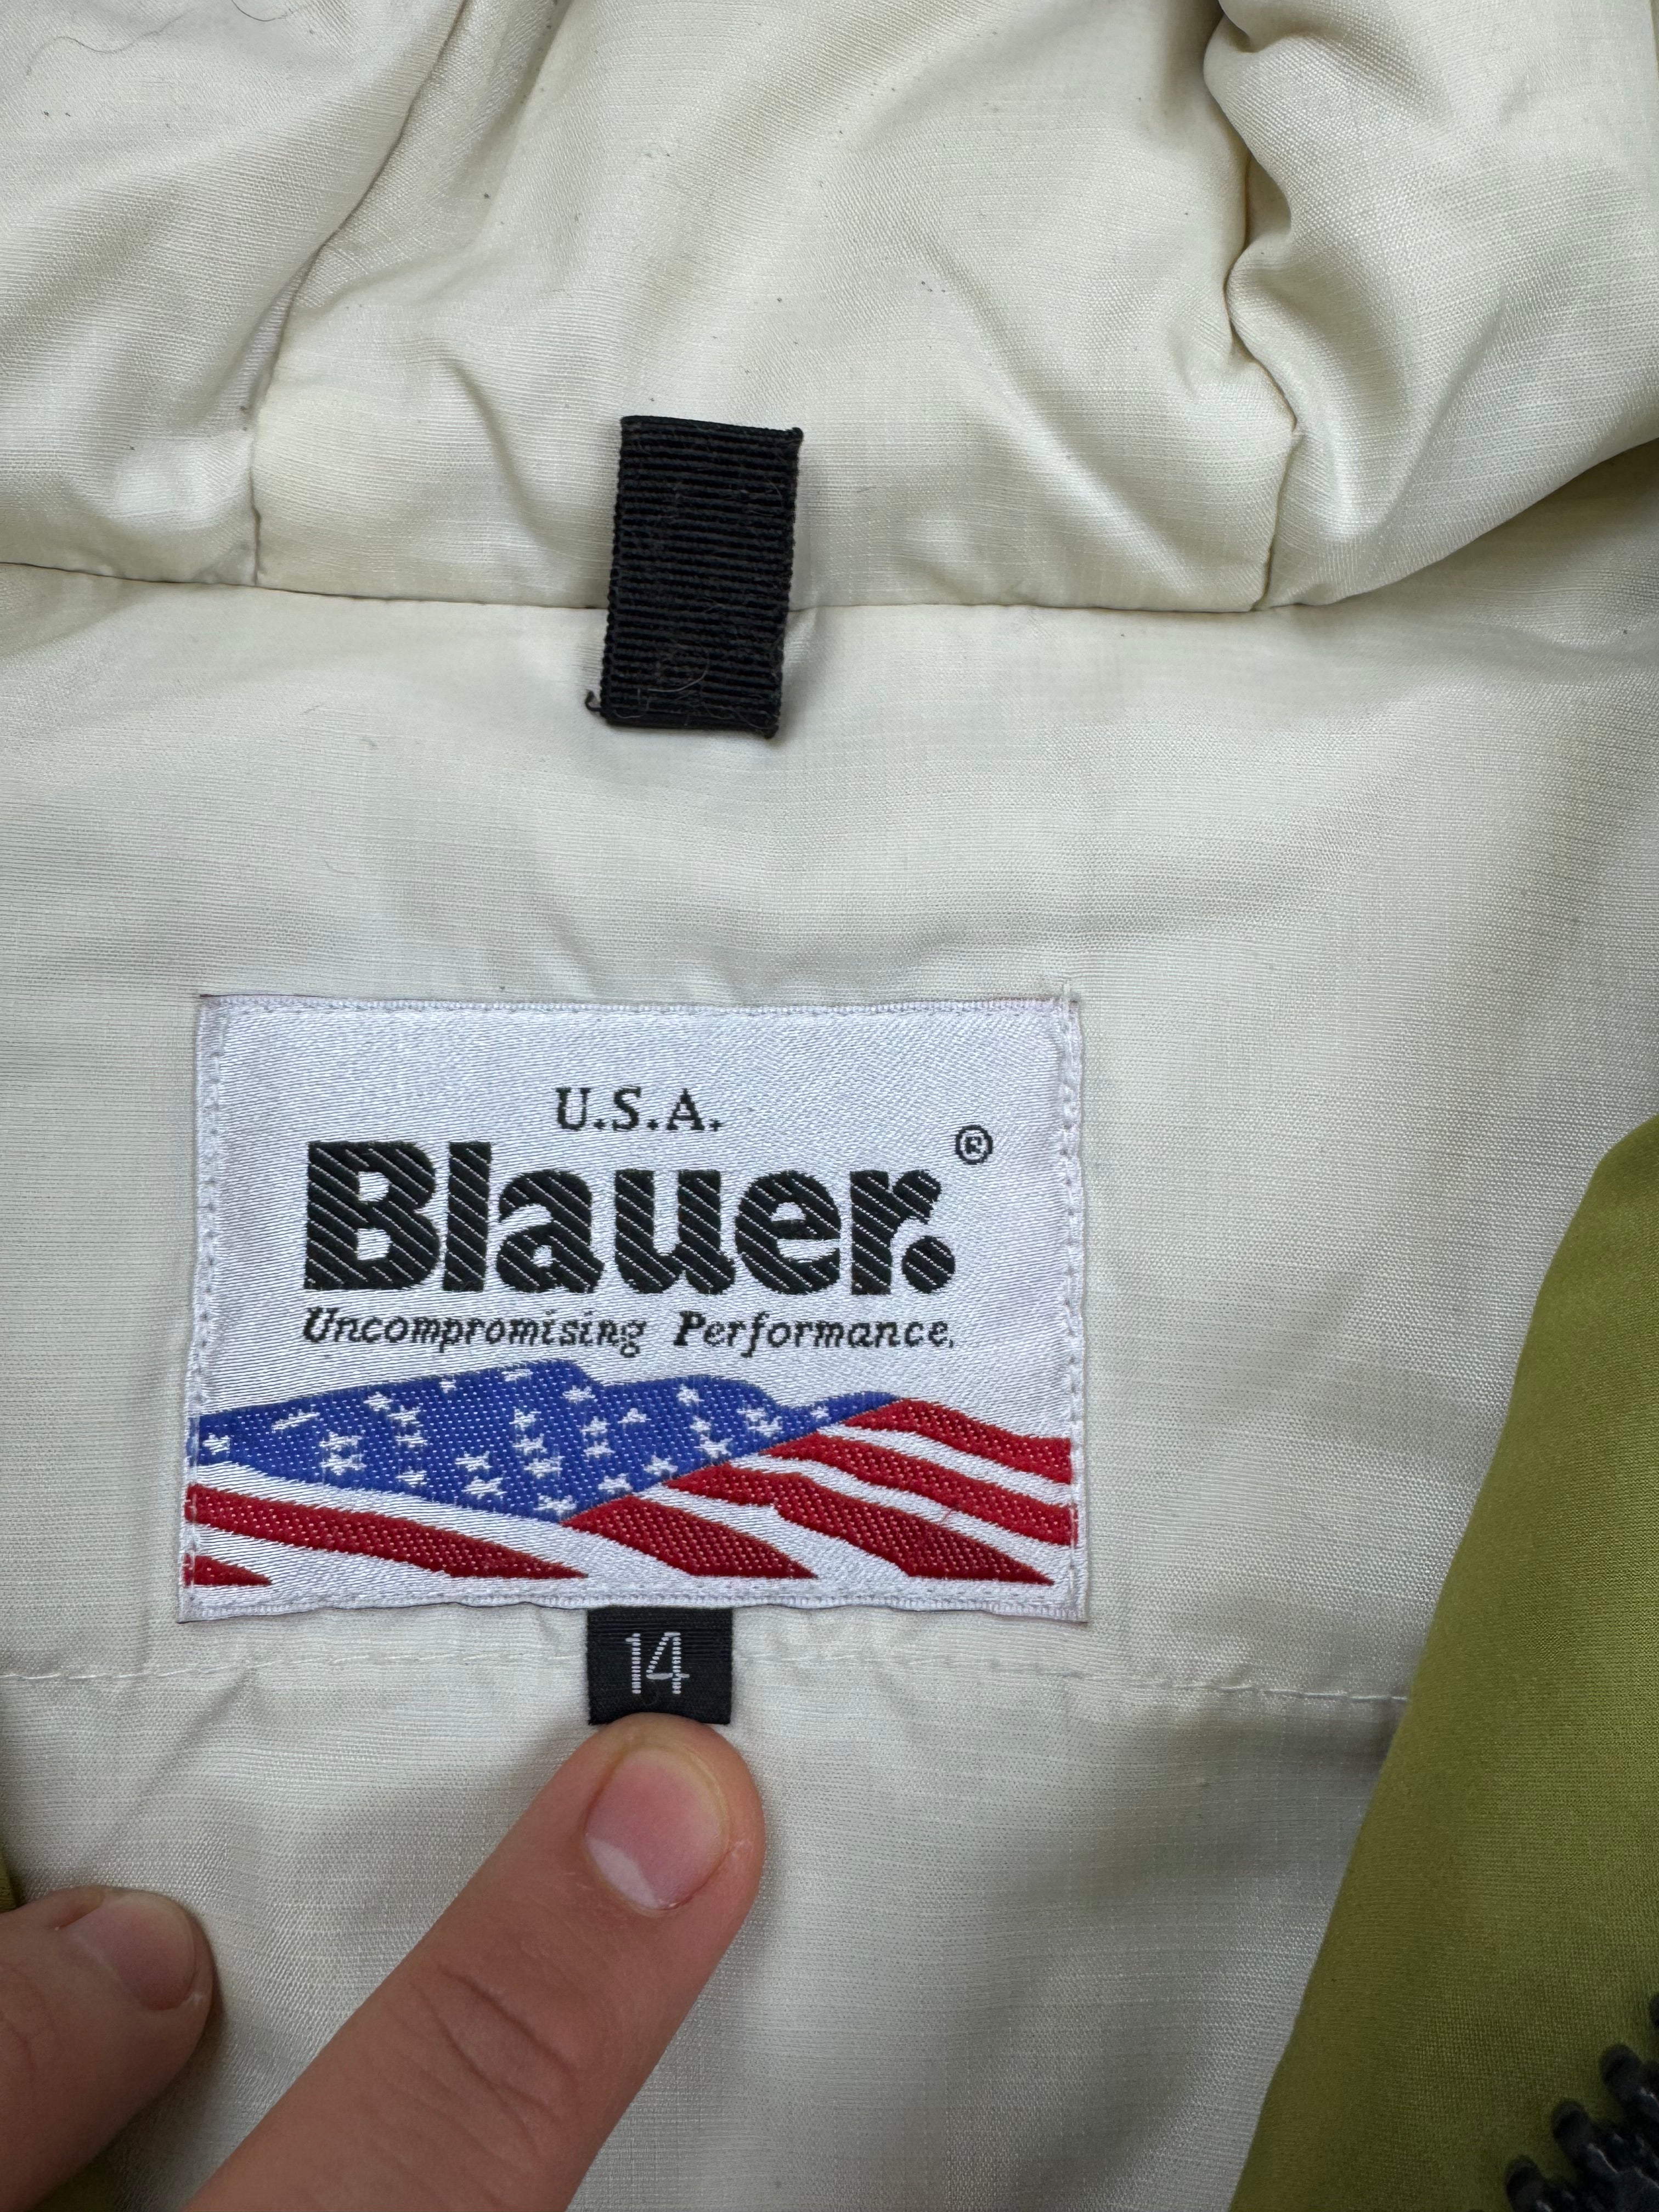 U.S.A.
Blauer.®
Uncompromising Performance.
14